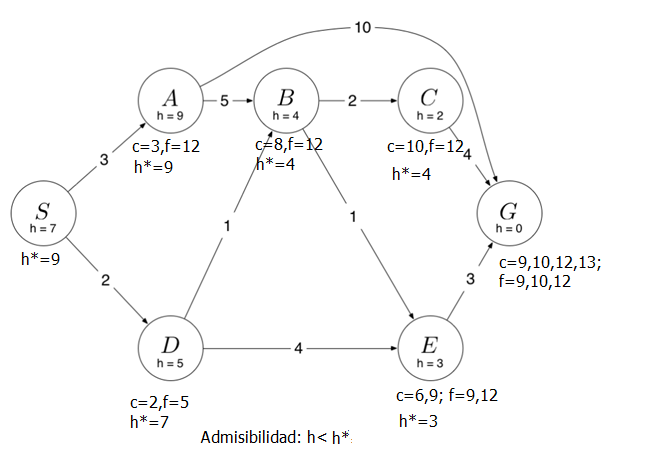 10
A
h = 9
5
B
h = 4
2
C
h = 2
c=3,f=12
h*=9
c=8,f=12
h*=4
c=10,f=12
h*=4
4
3
S
h = 7
h*=9
1
1
G
h = 0
c=9,10,12,13;
f=9,10,12
2
3
D
h = 5
4
E
h = 3
c=2,f=5
h*=7
c=6,9; f=9,12
h*=3
Admisibilidad: h< h*